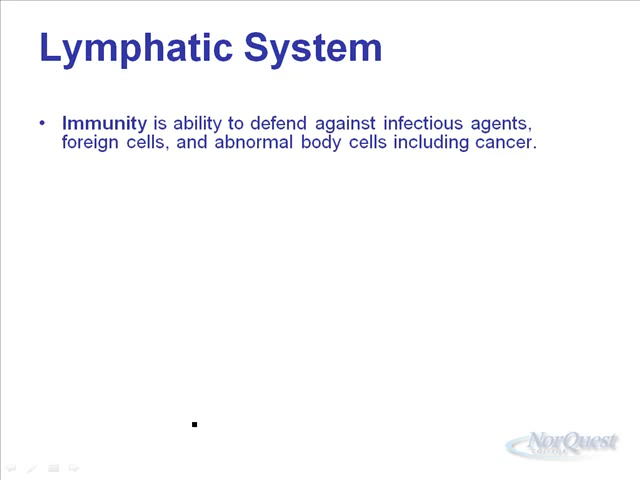 Lymphatic System
• Immunity is ability to defend against infectious agents,
foreign cells, and abnormal body cells including cancer.
NorQuest
COLLEGE